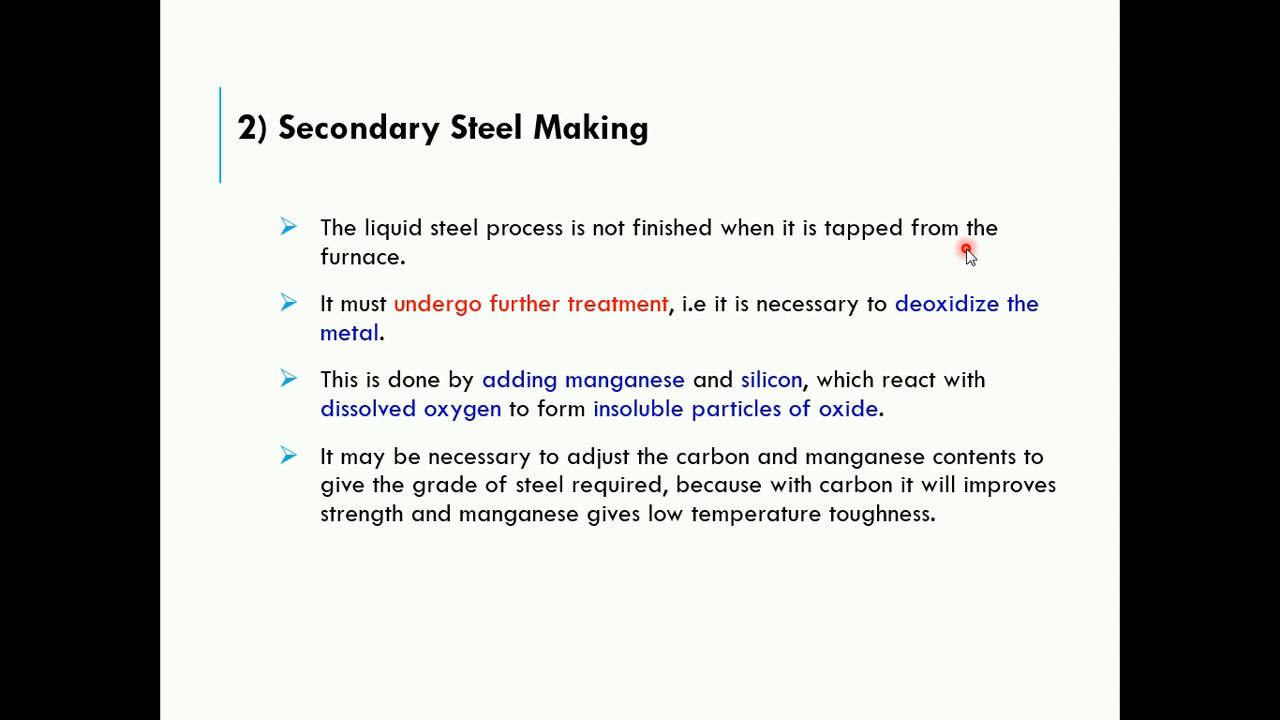 2) Secondary Steel Making
The liquid steel process is not finished when it is tapped from the
furnace.
It must undergo further treatment, i.e it is necessary to deoxidize the
metal.
This is done by adding manganese and silicon, which react with
dissolved oxygen to form insoluble particles of oxide.
It may be necessary to adjust the carbon and manganese contents to
give the grade of steel required, because with carbon it will improves
strength and manganese gives low temperature toughness.